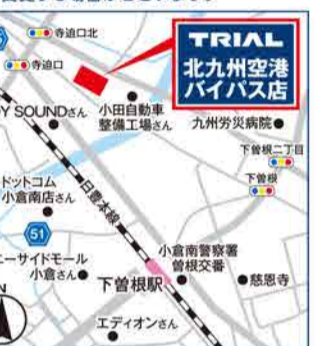 寺迫口北
寺迫口
TRIAL
北九州空港
バイパス店
Y SOUNDさん
小田自動車
整備工場さん
九州労災病院
下曽根二丁目
下曽根
ドットコム
小倉南店さん
日豊本線
51
ニーサイドモール
小倉さん
小倉南警察署
曽根交番
下曽根駅
慈恩寺
N
エディオンさん